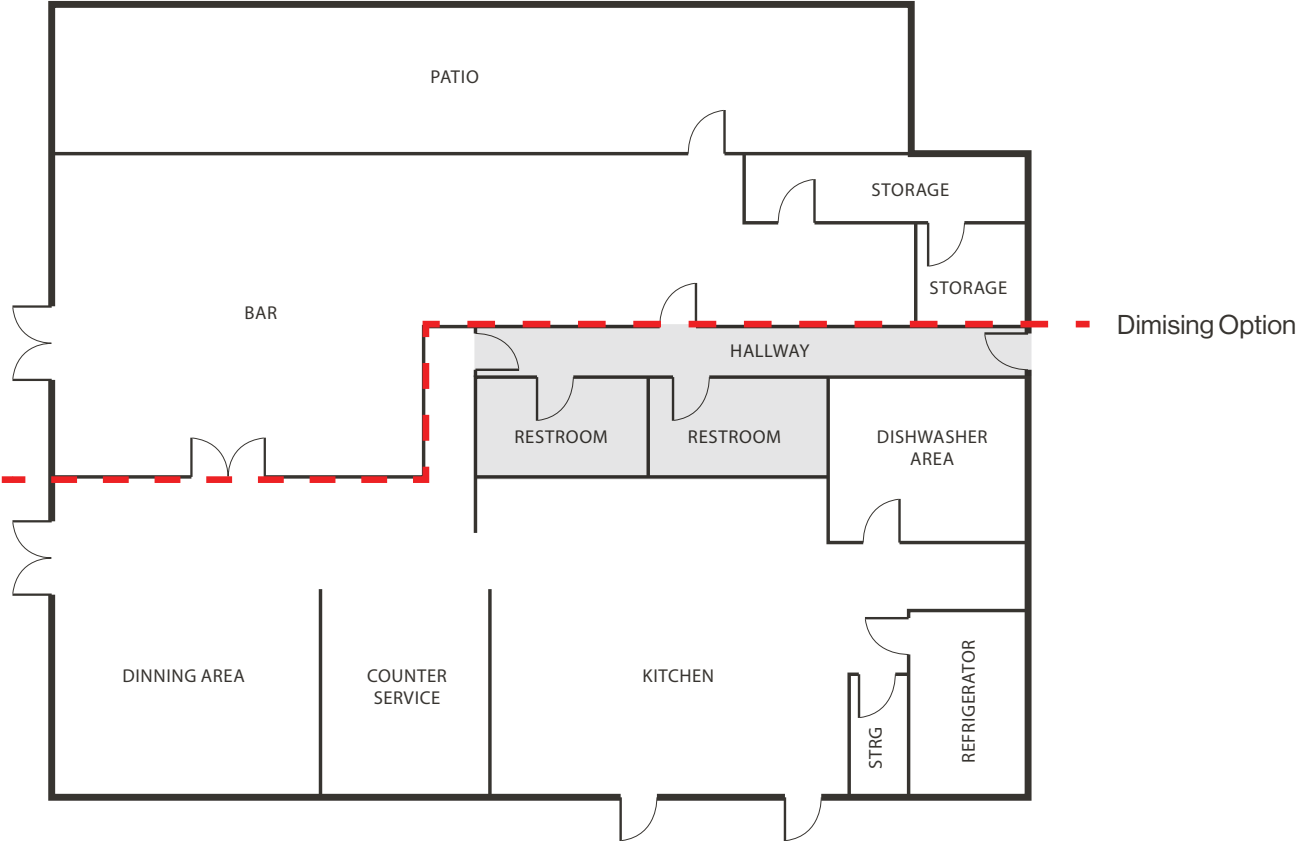 PATIO
STORAGE
STORAGE
BAR
Dimising Option
HALLWAY
RESTROOM
RESTROOM
DISHWASHER
AREA
DINNING AREA
COUNTER
SERVICE
KITCHEN
STRG
REFRIGERATOR